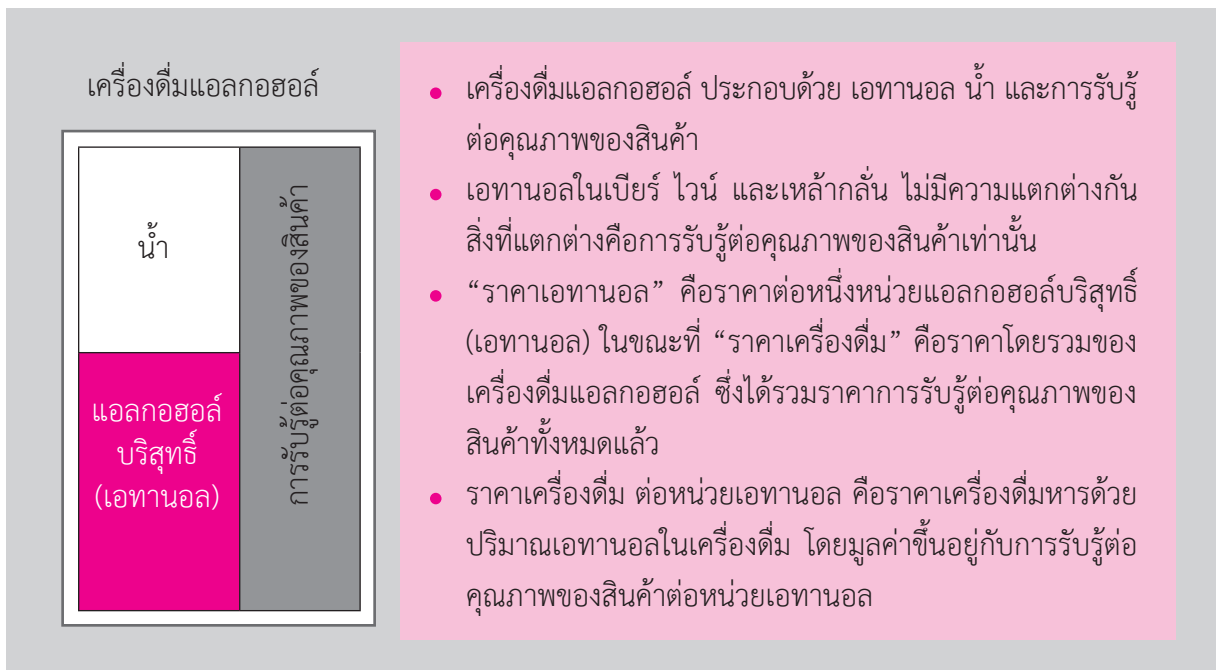 เครื่องดื่มแอลกอฮอล์
น้ำ
แอลกอฮอล์
บริสุทธิ์
(เอทานอล)
การรับรู้ต่อคุณภาพของสินค้า
• เครื่องดื่มแอลกอฮอล์ ประกอบด้วย เอทานอล น้ำ และการรับรู้
ต่อคุณภาพของสินค้า
• เอทานอลในเบียร์ ไวน์ และเหล้ากลั่น ไม่มีความแตกต่างกัน
สิ่งที่แตกต่างคือการรับรู้ต่อคุณภาพของสินค้าเท่านั้น
• “ราคาเอทานอล” คือราคาต่อหนึ่งหน่วยแอลกอฮอล์บริสุทธิ์
(เอทานอล) ในขณะที่ “ราคาเครื่องดื่ม” คือราคาโดยรวมของ
เครื่องดื่มแอลกอฮอล์ ซึ่งได้รวมราคาการรับรู้ต่อคุณภาพของ
สินค้าทั้งหมดแล้ว
• ราคาเครื่องดื่ม ต่อหน่วยเอทานอล คือราคาเครื่องดื่มหารด้วย
ปริมาณเอทานอลในเครื่องดื่ม โดยมูลค่าขึ้นอยู่กับการรับรู้ต่อ
คุณภาพของสินค้าต่อหน่วยเอทานอล